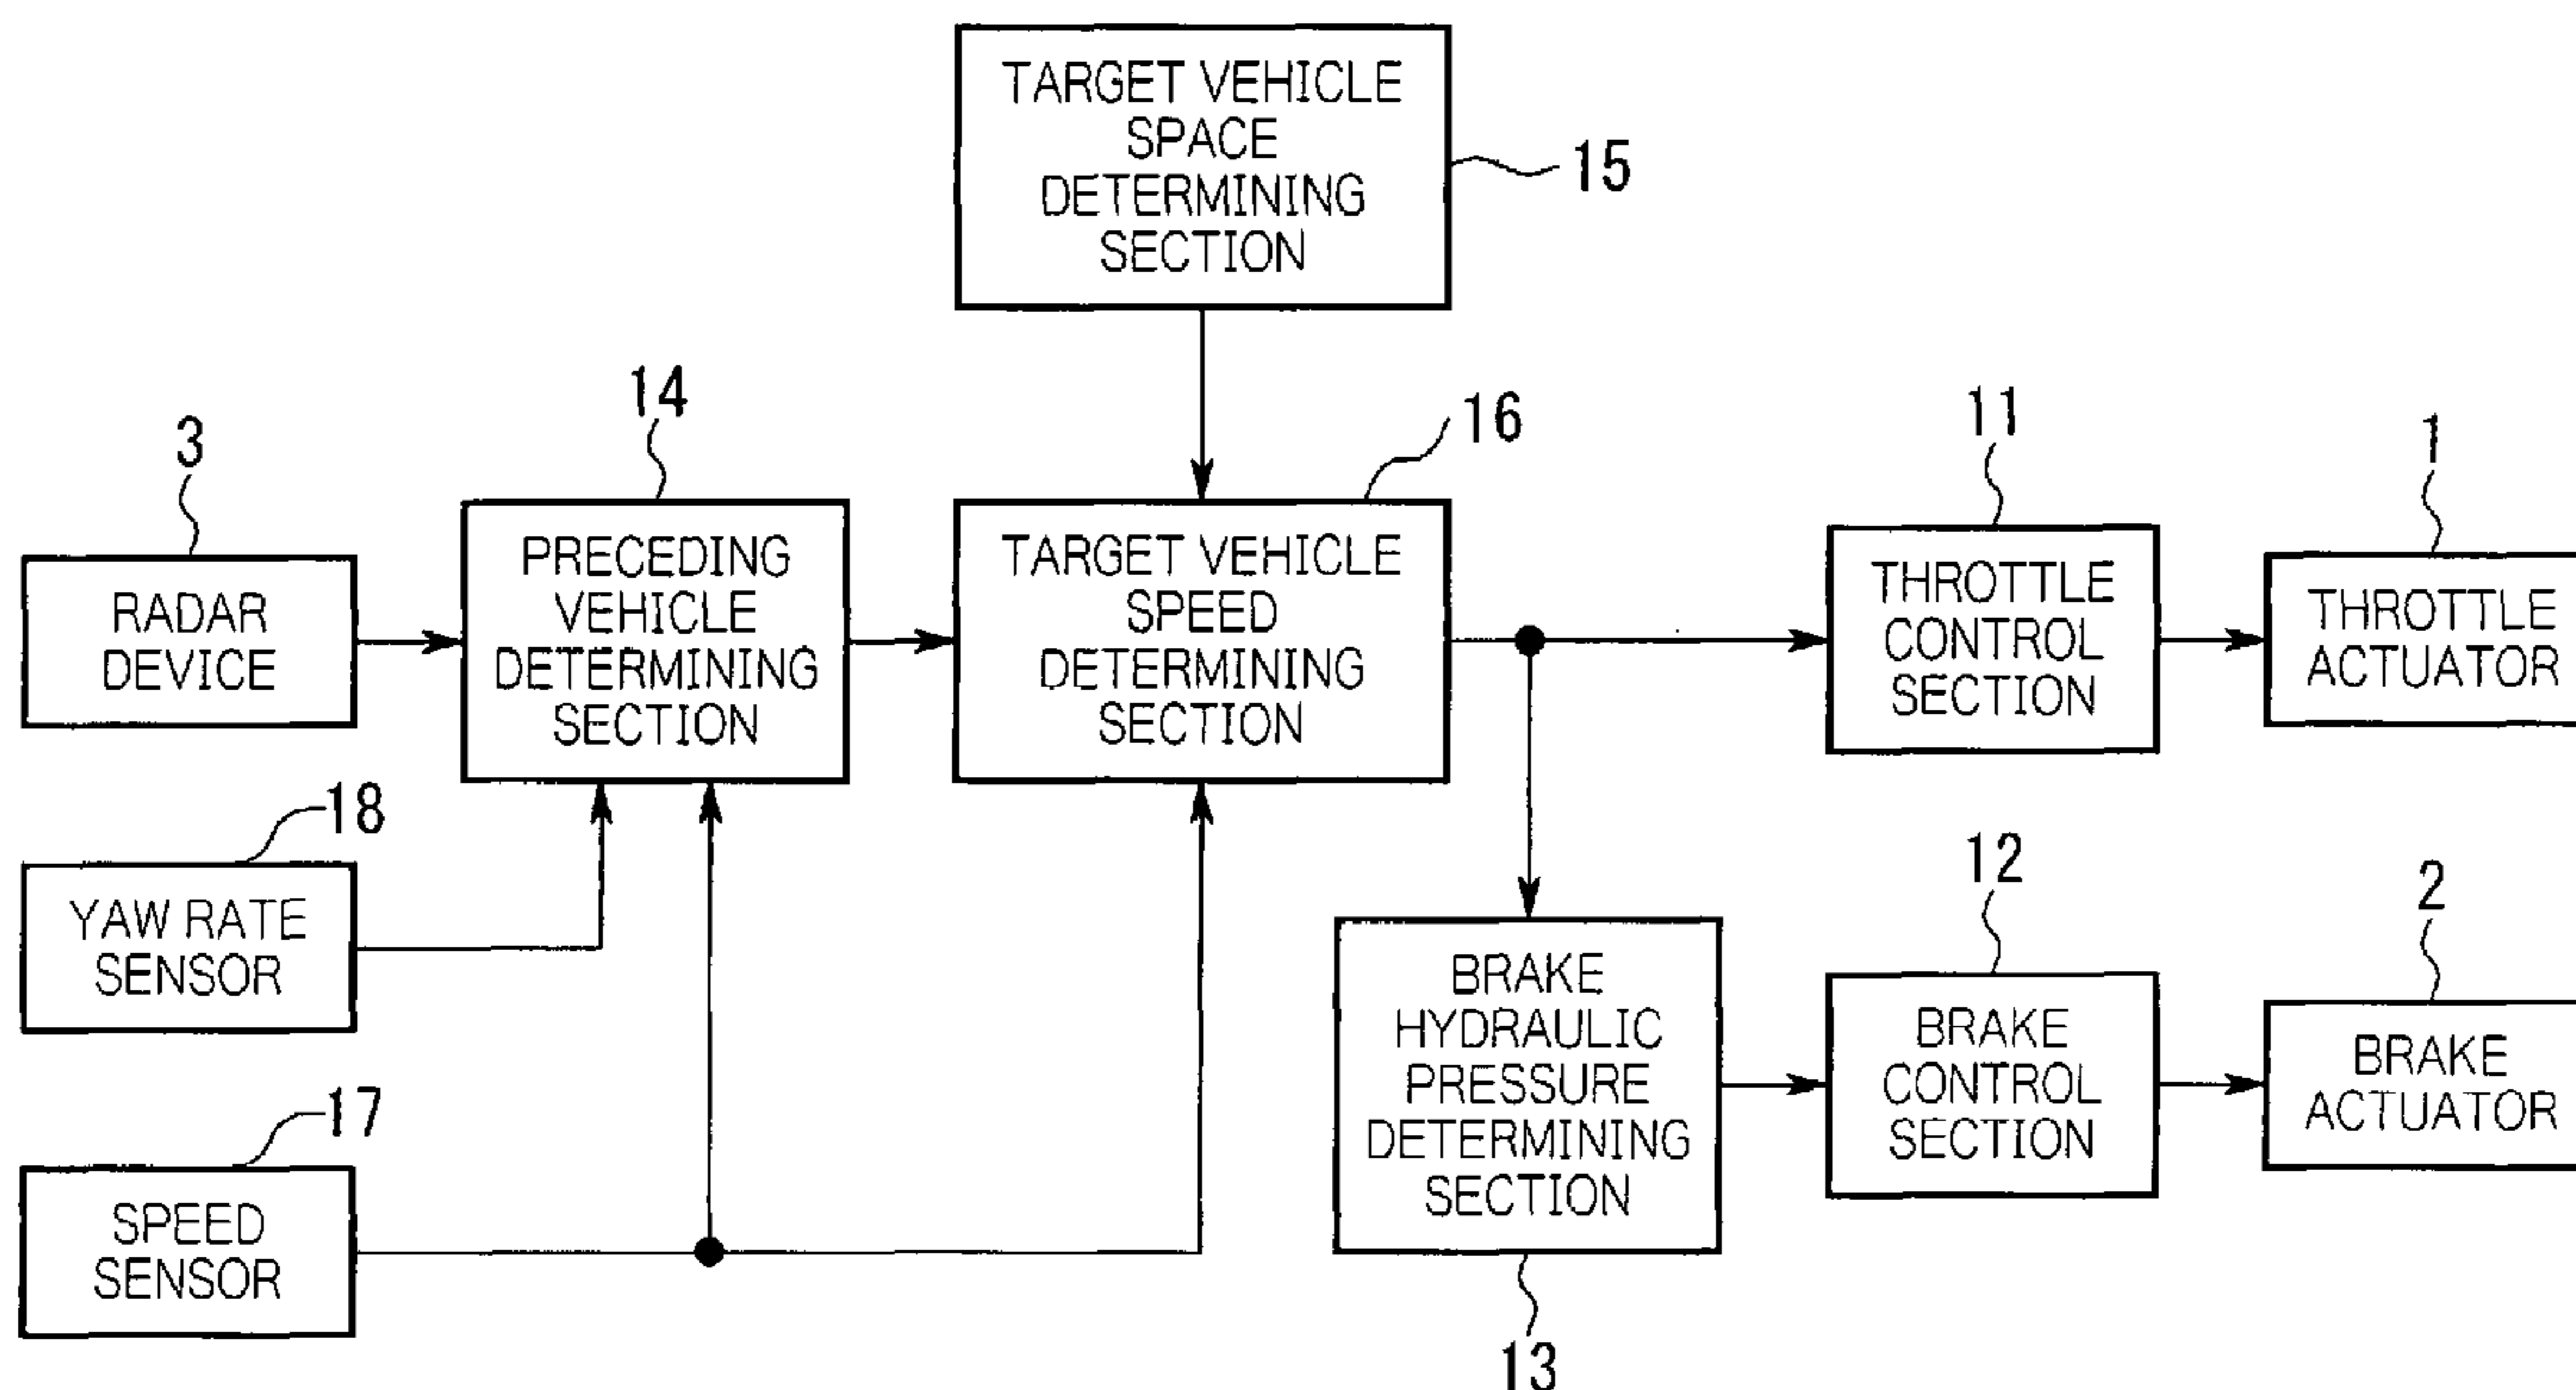 TARGET VEHICLE
SPACE
DETERMINING
SECTION
15
3
RADAR
DEVICE
14
PRECEDING
VEHICLE
DETERMINING
SECTION
16
TARGET VEHICLE
SPEED
DETERMINING
SECTION
11
THROTTLE
CONTROL
SECTION
1
THROTTLE
ACTUATOR
18
YAW RATE
SENSOR
17
SPEED
SENSOR
BRAKE
HYDRAULIC
PRESSURE
DETERMINING
SECTION
13
12
BRAKE
CONTROL
SECTION
2
BRAKE
ACTUATOR